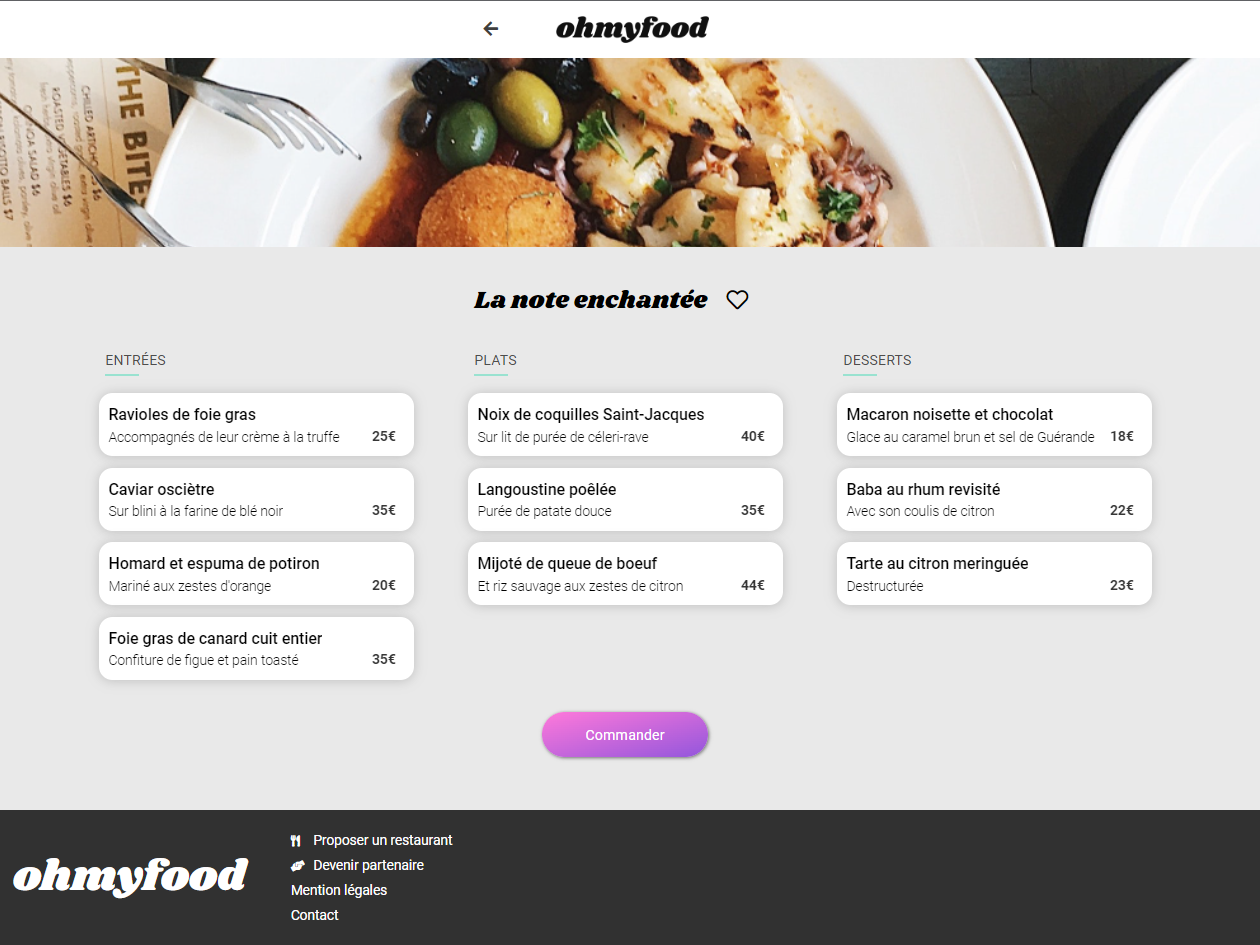 ohmyfood
THE BITE
CHILLED ARTICHO
ROASTED VEGETABLES $6
SALAD $6
BALLS $7
La note enchantée
ENTRÉES
Ravioles de foie gras
Accompagnés de leur crème à la truffe 25€
Caviar osciètre
Sur blini à la farine de blé noir 35€
Homard et espuma de potiron
Mariné aux zestes d'orange 20€
Foie gras de canard cuit entier
Confiture de figue et pain toasté 35€
PLATS
Noix de coquilles Saint-Jacques
Sur lit de purée de céleri-rave 40€
Langoustine poêlée
Purée de patate douce 35€
Mijoté de queue de boeuf
Et riz sauvage aux zestes de citron 44€
DESSERTS
Macaron noisette et chocolat
Glace au caramel brun et sel de Guérande 18€
Baba au rhum revisité
Avec son coulis de citron 22€
Tarte au citron meringuée
Destructurée 23€
Commander
ohmyfood
Proposer un restaurant
Devenir partenaire
Mention légales
Contact